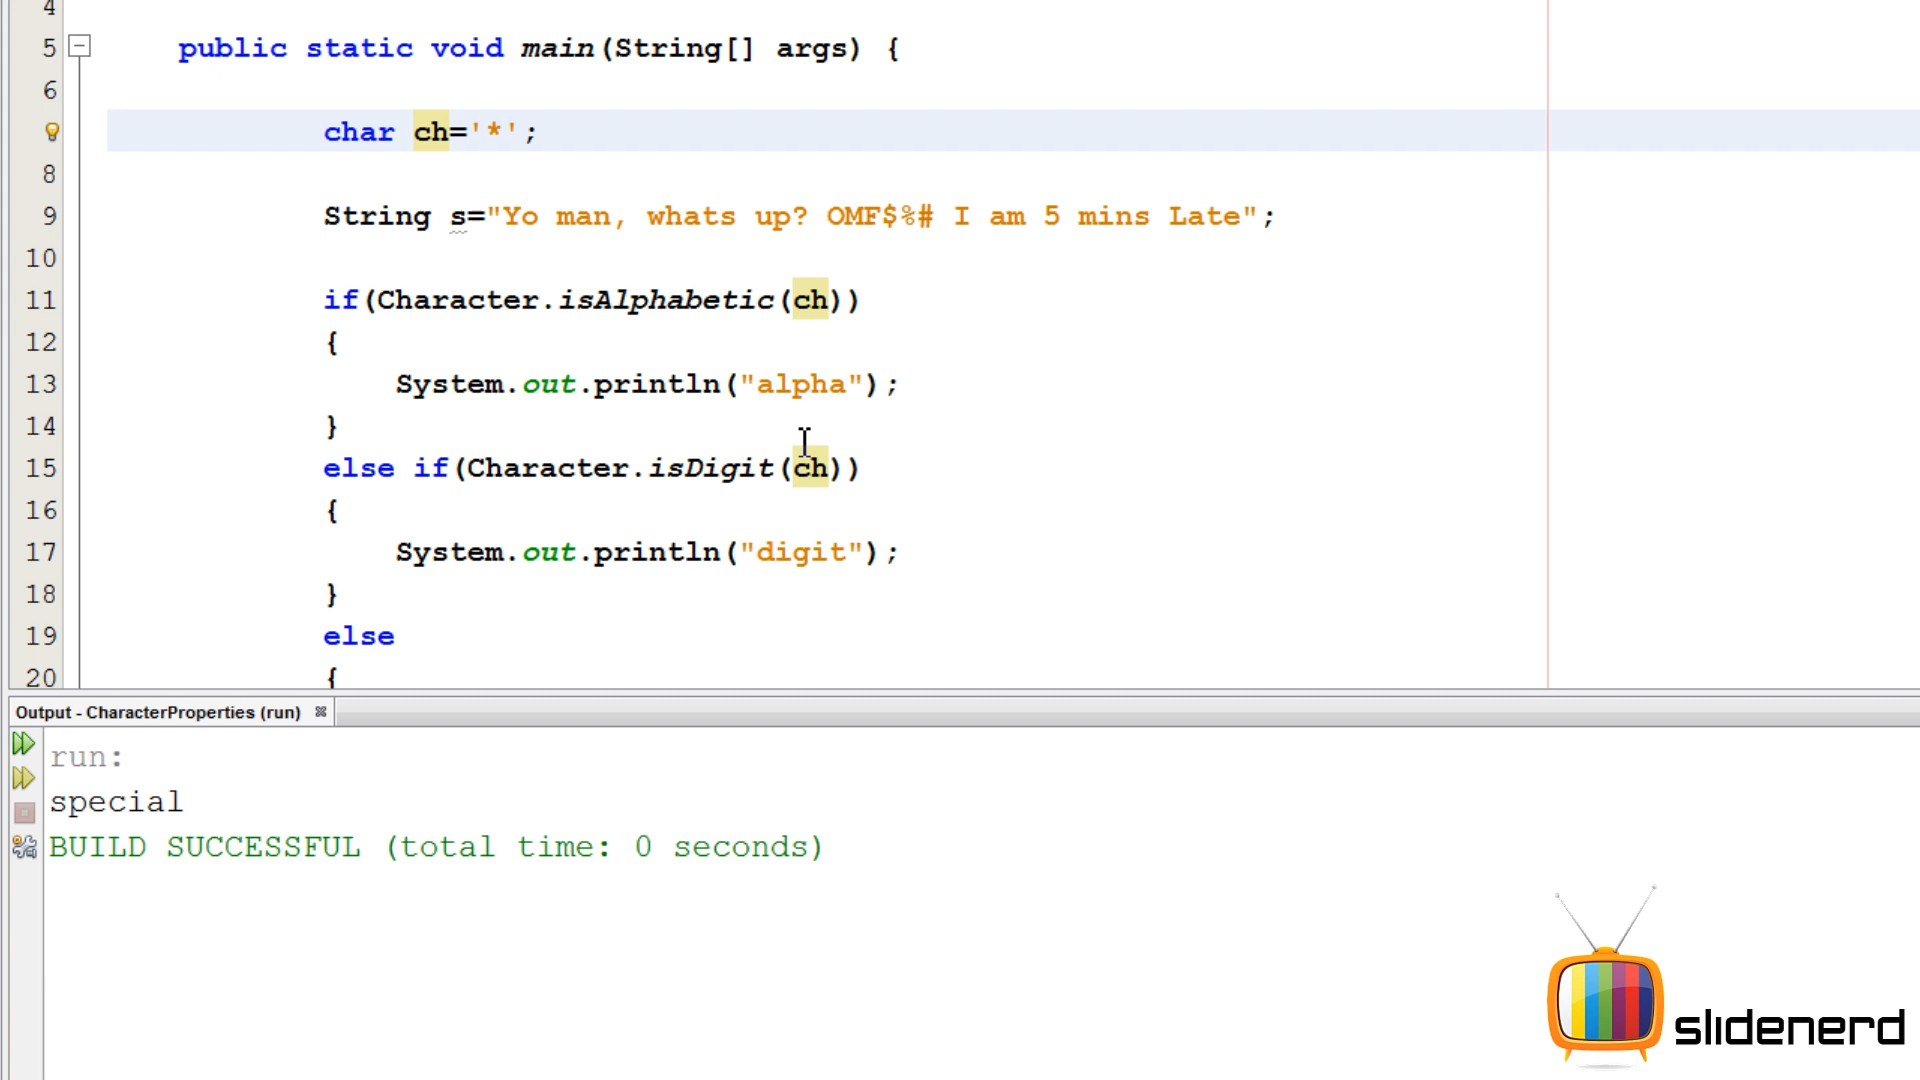 4
5 public static void main(String[] args) {
6
char ch='*';
8
9 String s="Yo man, whats up? OMF$%# I am 5 mins Late";
10
11 if(Character.isAlphabetic(ch))
12 {
13 System.out.println("alpha");
14 }
15 else if(Character.isDigit(ch))
16 {
17 System.out.println("digit");
18 }
19 else
20 {
Output - CharacterProperties (run)
run:
special
BUILD SUCCESSFUL (total time: 0 seconds)
slidenerd